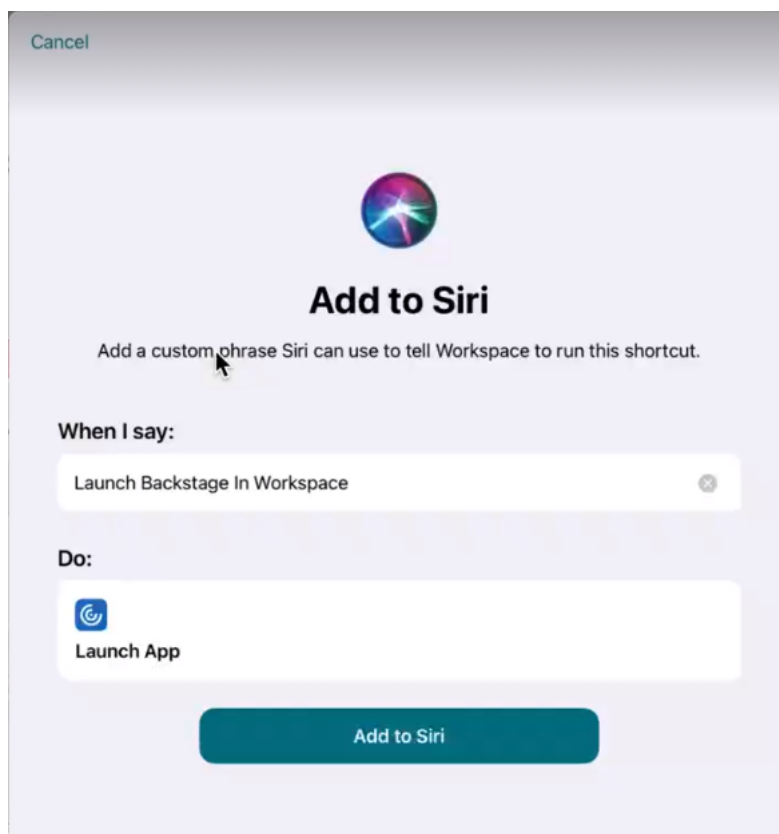 Cancel
Add to Siri
Add a custom phrase Siri can use to tell Workspace to run this shortcut.
When I say:
Launch Backstage In Workspace
Do:
Launch App
Add to Siri